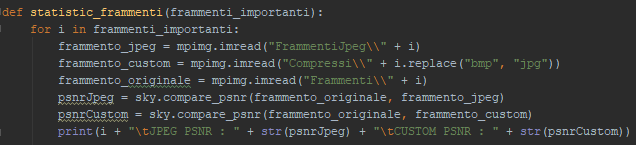 def statistic_frammenti(frammenti_importanti):
    for i in frammenti_importanti:
        frammento_jpeg = mpimg.imread("FrammentiJpeg\\" + i)
        frammento_custom = mpimg.imread("Compressi\\" + i.replace("bmp", "jpg"))
        frammento_originale = mpimg.imread("Frammenti\\" + i)
        psnrJpeg = sky.compare_psnr(frammento_originale, frammento_jpeg)
        psnrCustom = sky.compare_psnr(frammento_originale, frammento_custom)
        print(i + "\tJPEG PSNR : " + str(psnrJpeg) + "\tCUSTOM PSNR : " + str(psnrCustom))